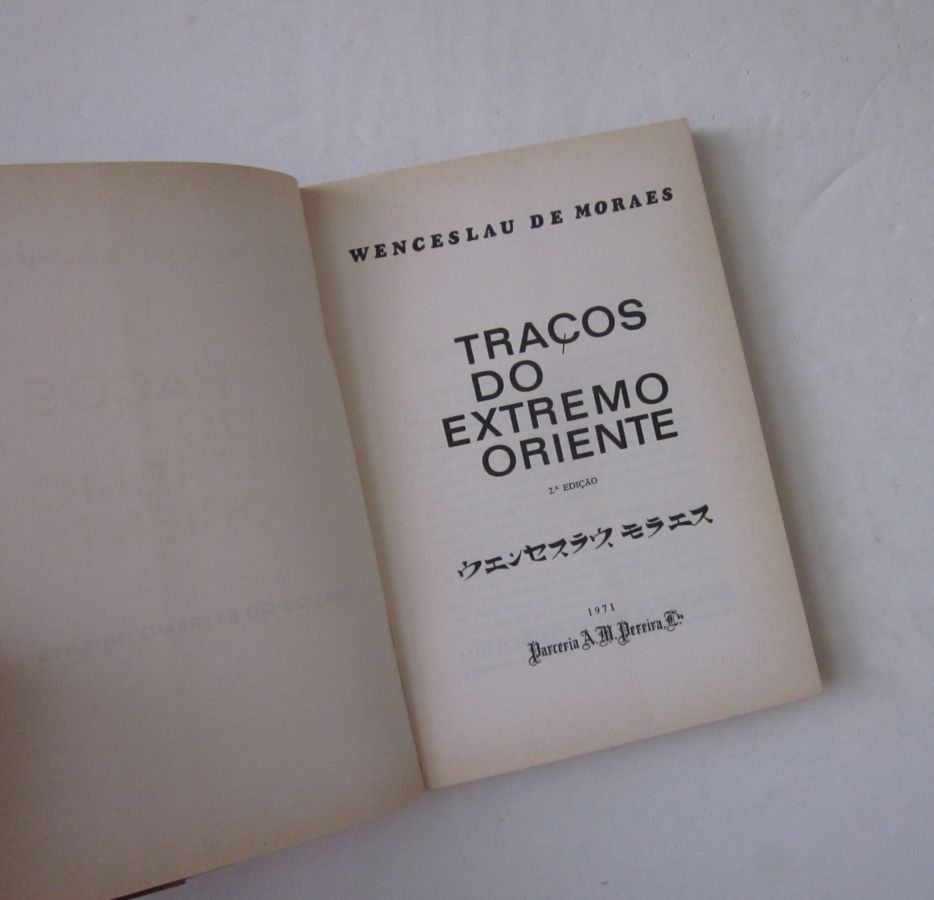 WENCESLAU DE MORAES
TRAÇOS
DO
EXTREMO
ORIENTE
2.ª EDIÇÃO
ウエンセスラウ モラエス
1971
Parceria A. M. Pereira, L.da